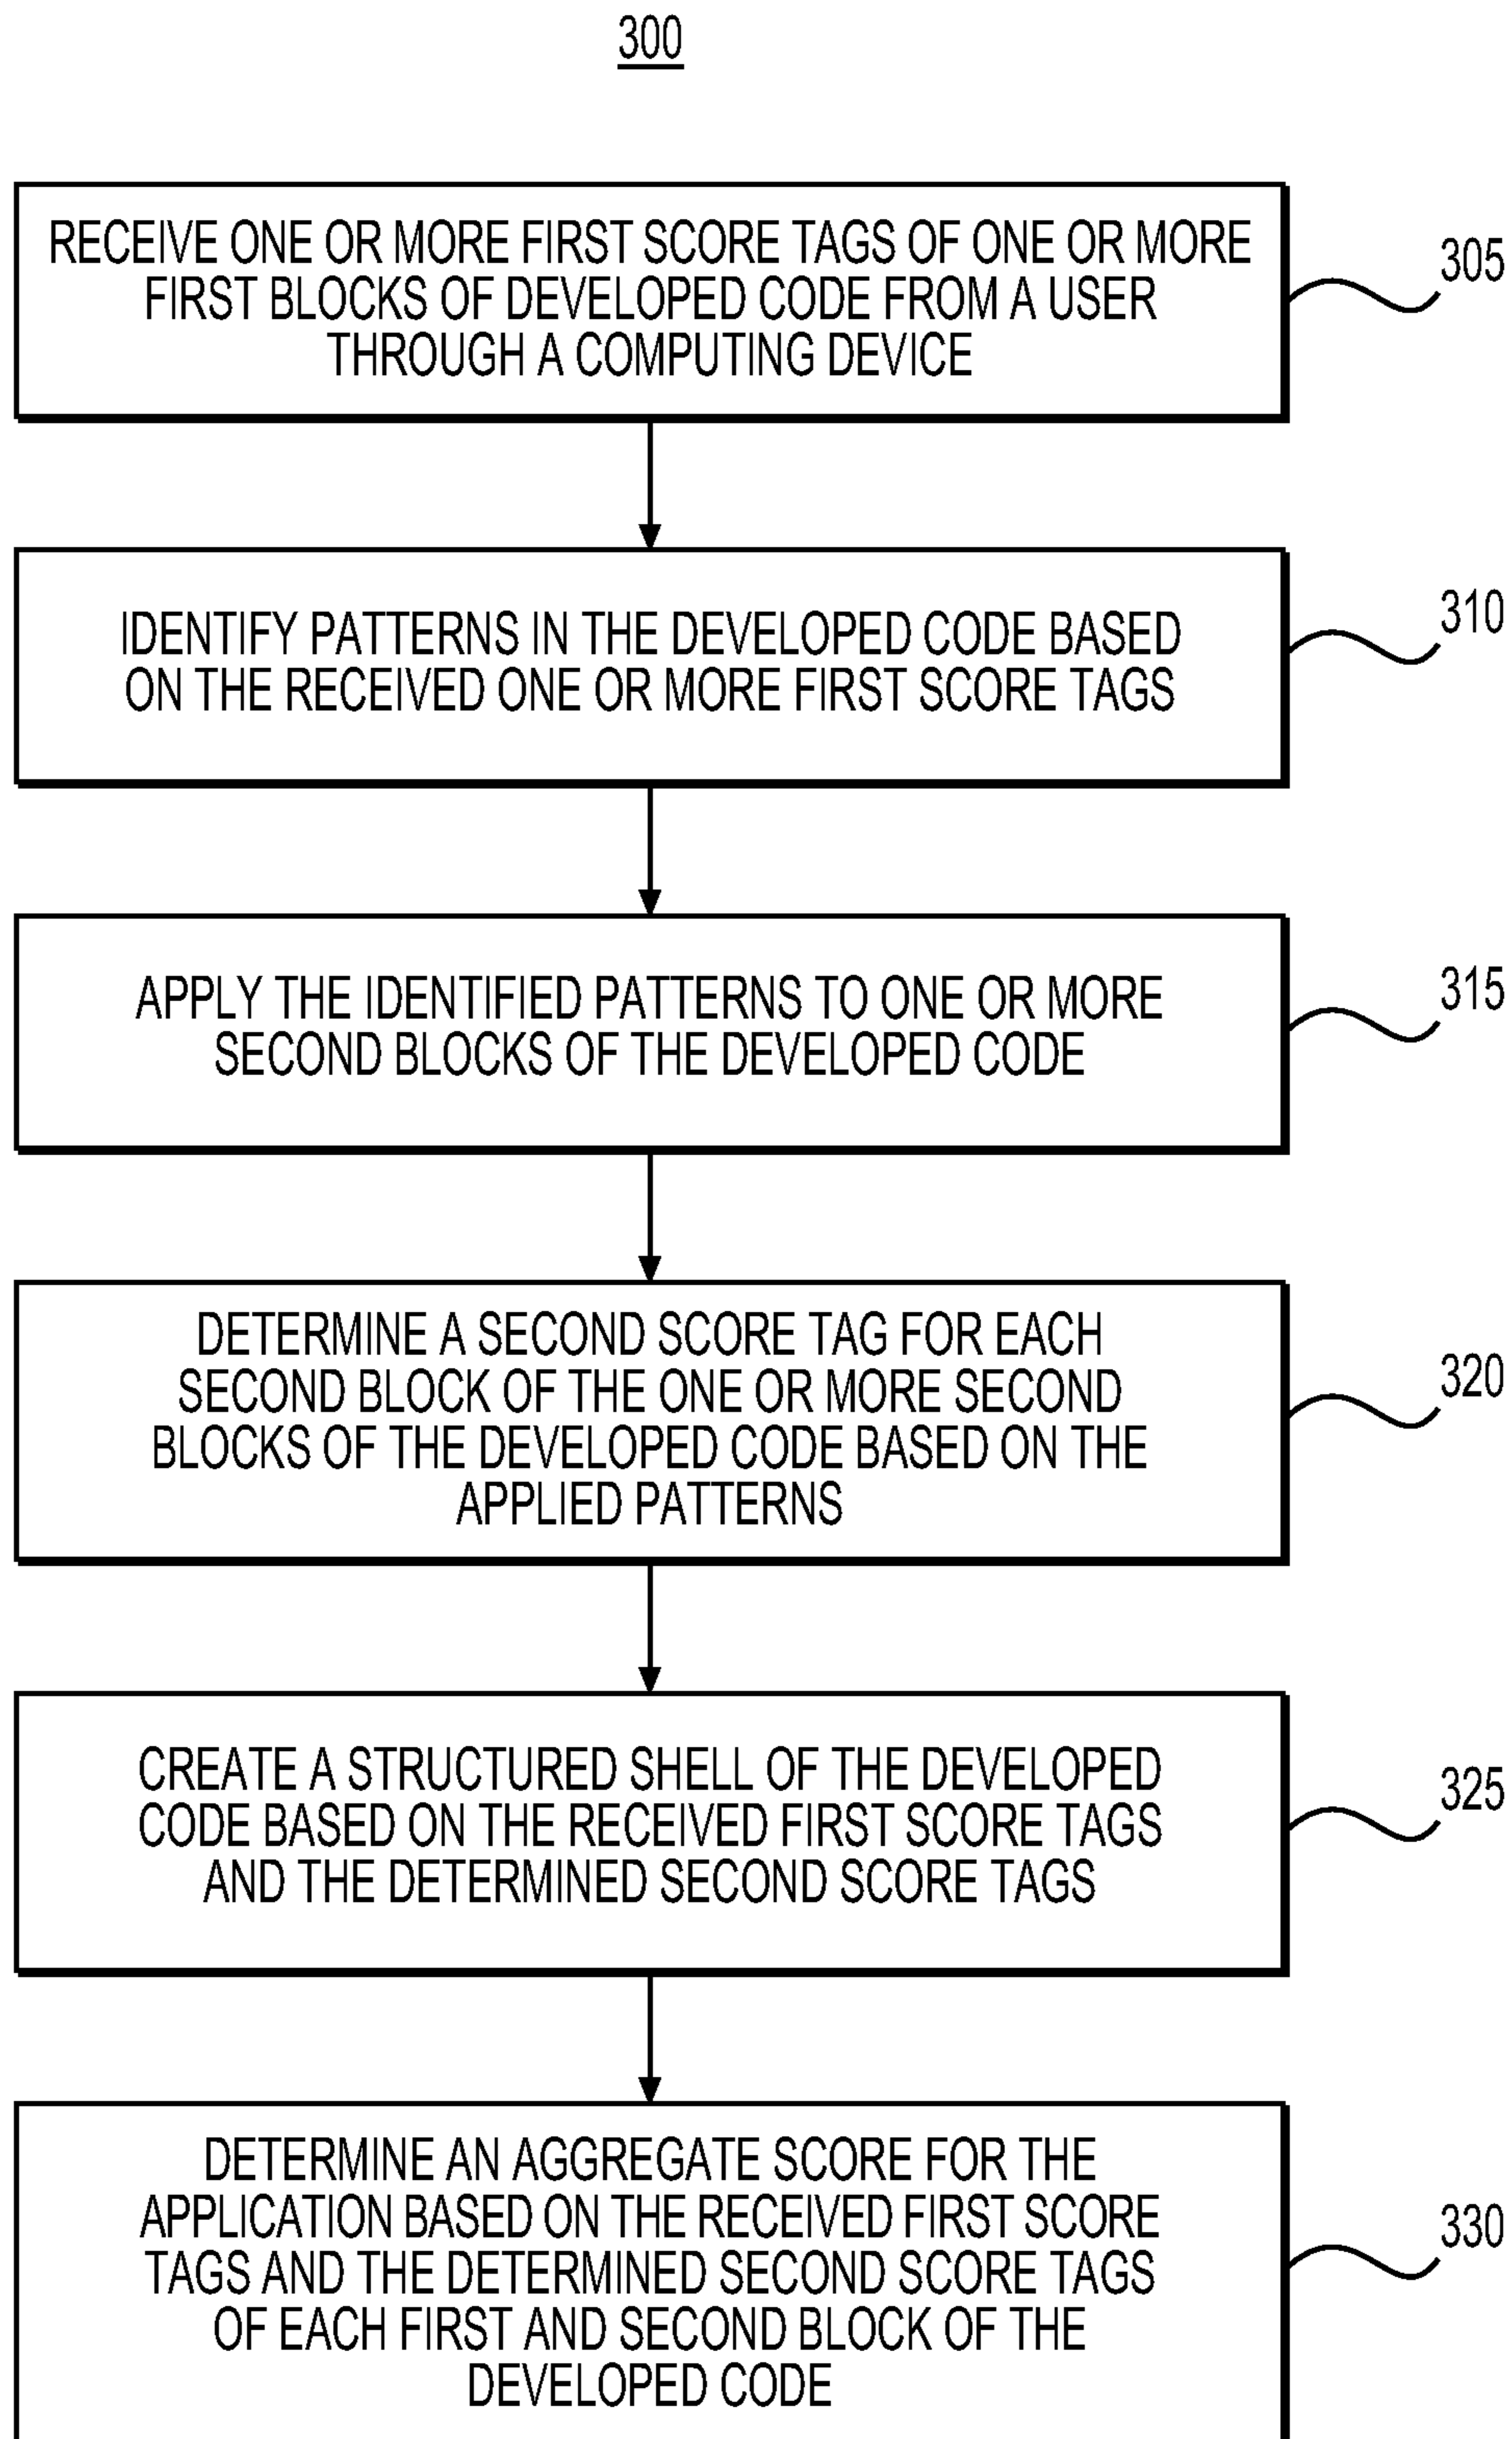 300
RECEIVE ONE OR MORE FIRST SCORE TAGS OF ONE OR MORE
FIRST BLOCKS OF DEVELOPED CODE FROM A USER
THROUGH A COMPUTING DEVICE
305
IDENTIFY PATTERNS IN THE DEVELOPED CODE BASED
ON THE RECEIVED ONE OR MORE FIRST SCORE TAGS
310
APPLY THE IDENTIFIED PATTERNS TO ONE OR MORE
SECOND BLOCKS OF THE DEVELOPED CODE
315
DETERMINE A SECOND SCORE TAG FOR EACH
SECOND BLOCK OF THE ONE OR MORE SECOND
BLOCKS OF THE DEVELOPED CODE BASED ON THE
APPLIED PATTERNS
320
CREATE A STRUCTURED SHELL OF THE DEVELOPED
CODE BASED ON THE RECEIVED FIRST SCORE TAGS
AND THE DETERMINED SECOND SCORE TAGS
325
DETERMINE AN AGGREGATE SCORE FOR THE
APPLICATION BASED ON THE RECEIVED FIRST SCORE
TAGS AND THE DETERMINED SECOND SCORE TAGS
OF EACH FIRST AND SECOND BLOCK OF THE
DEVELOPED CODE
330